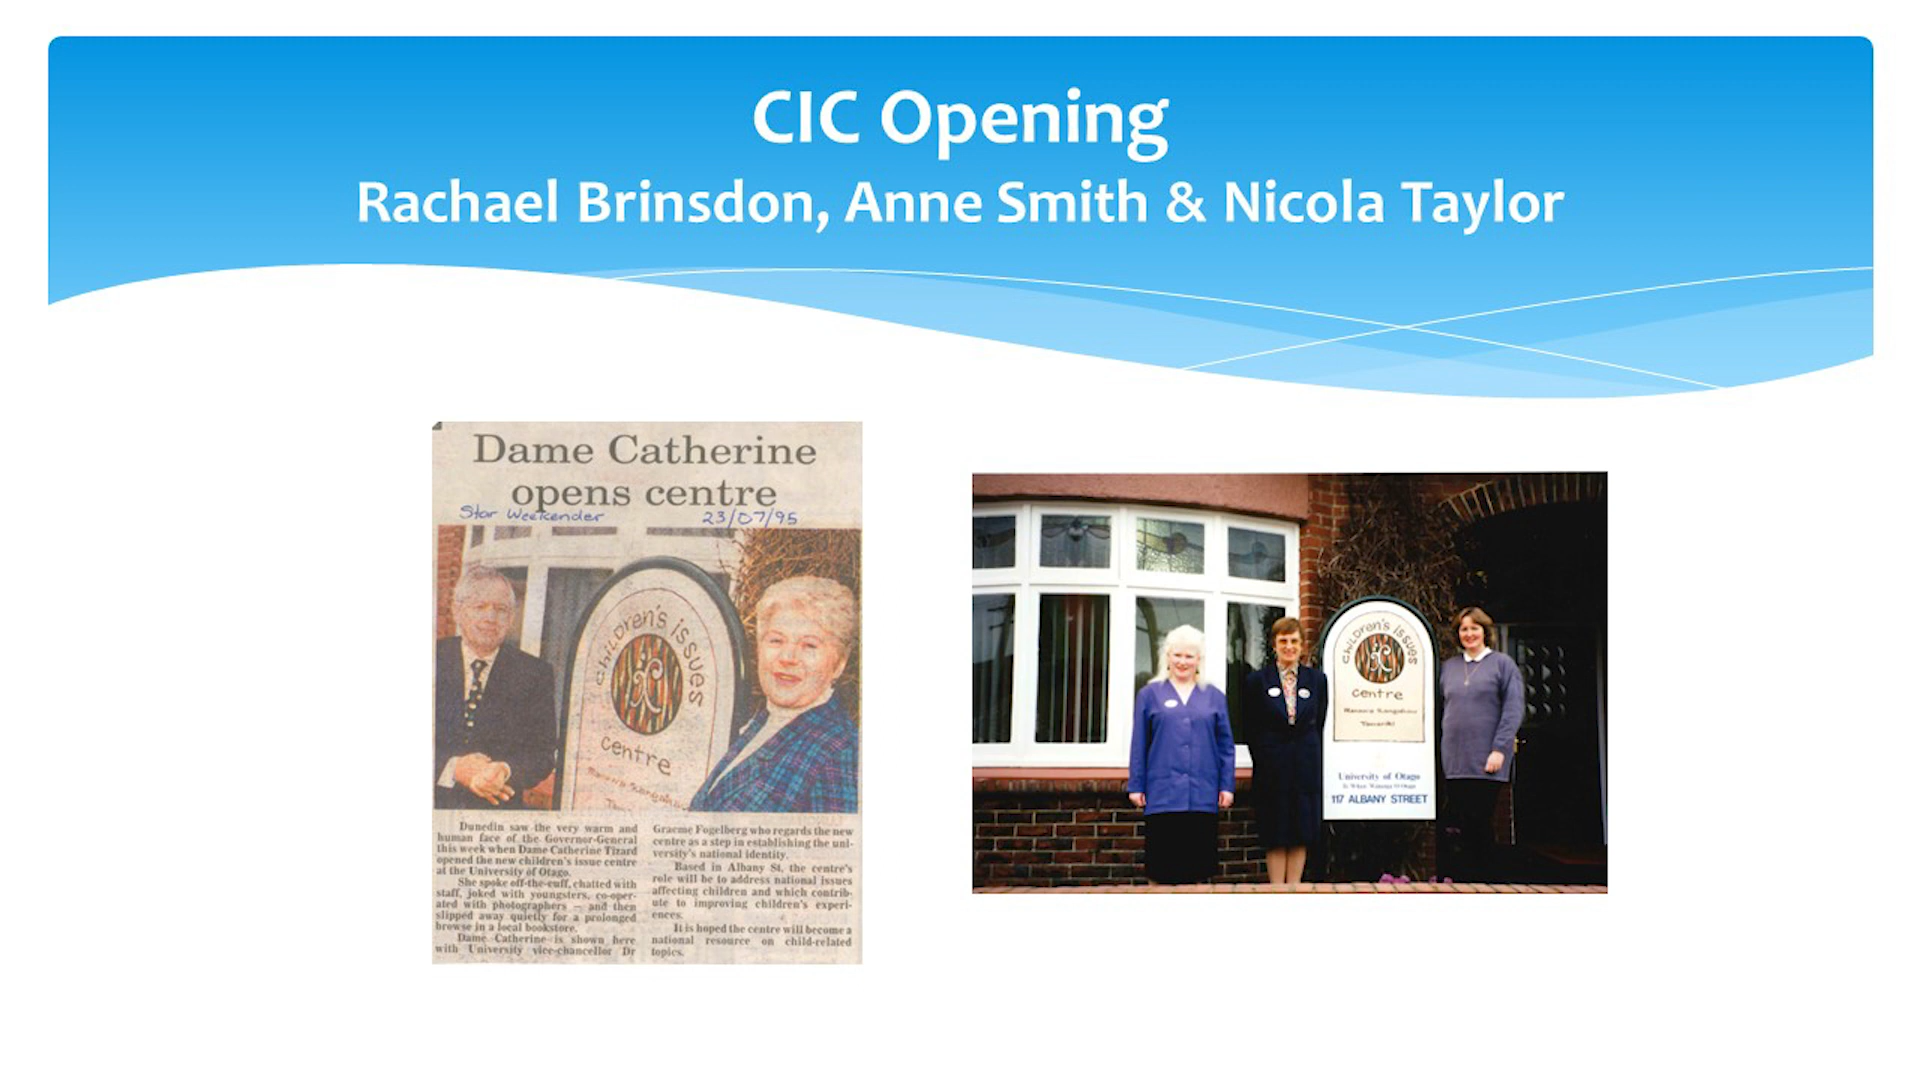 CIC Opening
Rachael Brinsdon, Anne Smith & Nicola Taylor
Dame Catherine
opens centre
Star Weekender 23/07/95
children's issues
centre
Dunedin saw the very warm and
human face of the Governor-General
this week when Dame Catherine Tizard
opened the new children's issue centre
at the University of Otago.
She spoke off-the-cuff, chatted with
staff, joked with youngsters, co-oper-
ated with photographers — and then
slipped away quietly for a prolonged
browse in a local bookstore.
Dame Catherine is shown here
with University vice-chancellor Dr
Graeme Fogelberg who regards the new
centre as a step in establishing the uni-
versity's national identity.
Based in Albany St, the centre's
role will be to address national issues
affecting children and which contrib-
ute to improving children's experi-
ences.
It is hoped the centre will become a
national resource on child-related
topics.
children's issues
centre
Tamariki
University of Otago
117 ALBANY STREET